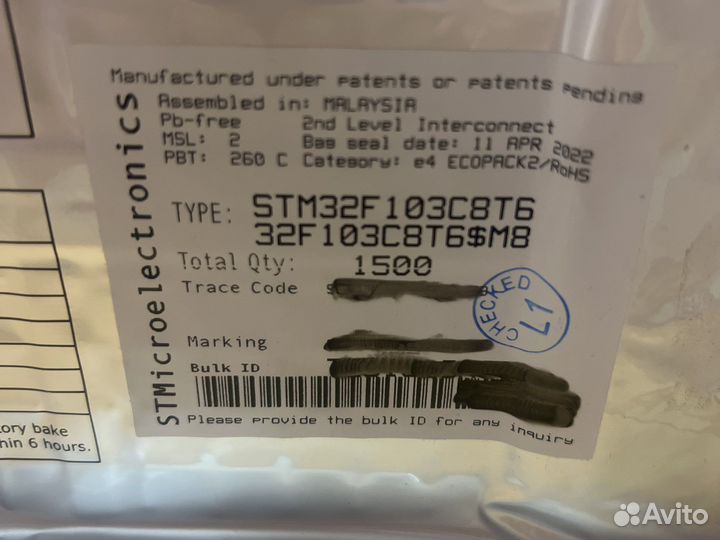 Manufactured under patents or patents pending
STMicroelectronics
Assembled in: MALAYSIA
Pb-free 2nd Level Interconnect
MSL: 2 Bag seal date: 11 APR 2022
PBT: 260 C Category: e4 ECOPACK2/RoHS
TYPE: STM32F103C8T6
32F103C8T6$M8
Total Qty: 1500
Trace Code
CHECKED L1
Marking
Bulk ID
Please provide the bulk ID for any inquiry
ory bake
hin 6 hours.
Avito